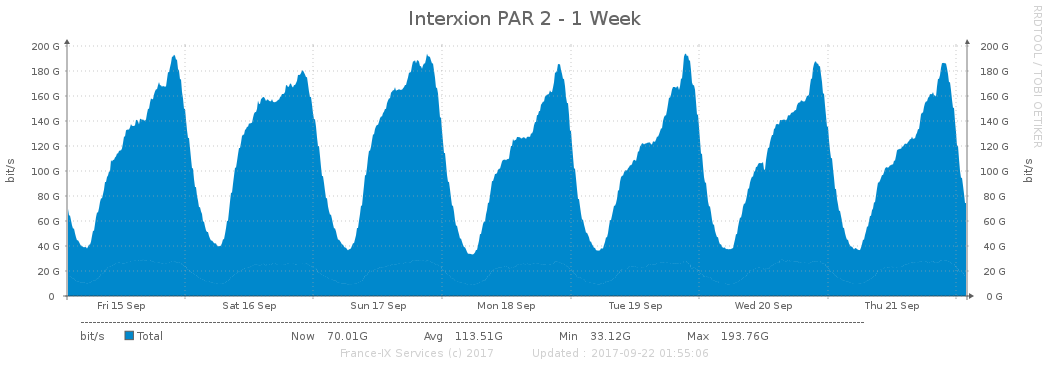 Interxion PAR 2 - 1 Week
RRDTOOL / TOBI OETIKER
200 G 200 G
180 G 180 G
160 G 160 G
140 G 140 G
120 G 120 G
100 G 100 G
80 G 80 G
60 G 60 G
40 G 40 G
20 G 20 G
0 0 G
bit/s bit/s
Fri 15 Sep Sat 16 Sep Sun 17 Sep Mon 18 Sep Tue 19 Sep Wed 20 Sep Thu 21 Sep
bit/s Total Now 70.01G Avg 113.51G Min 33.12G Max 193.76G
France-IX Services (c) 2017 Updated : 2017-09-22 01:55:06